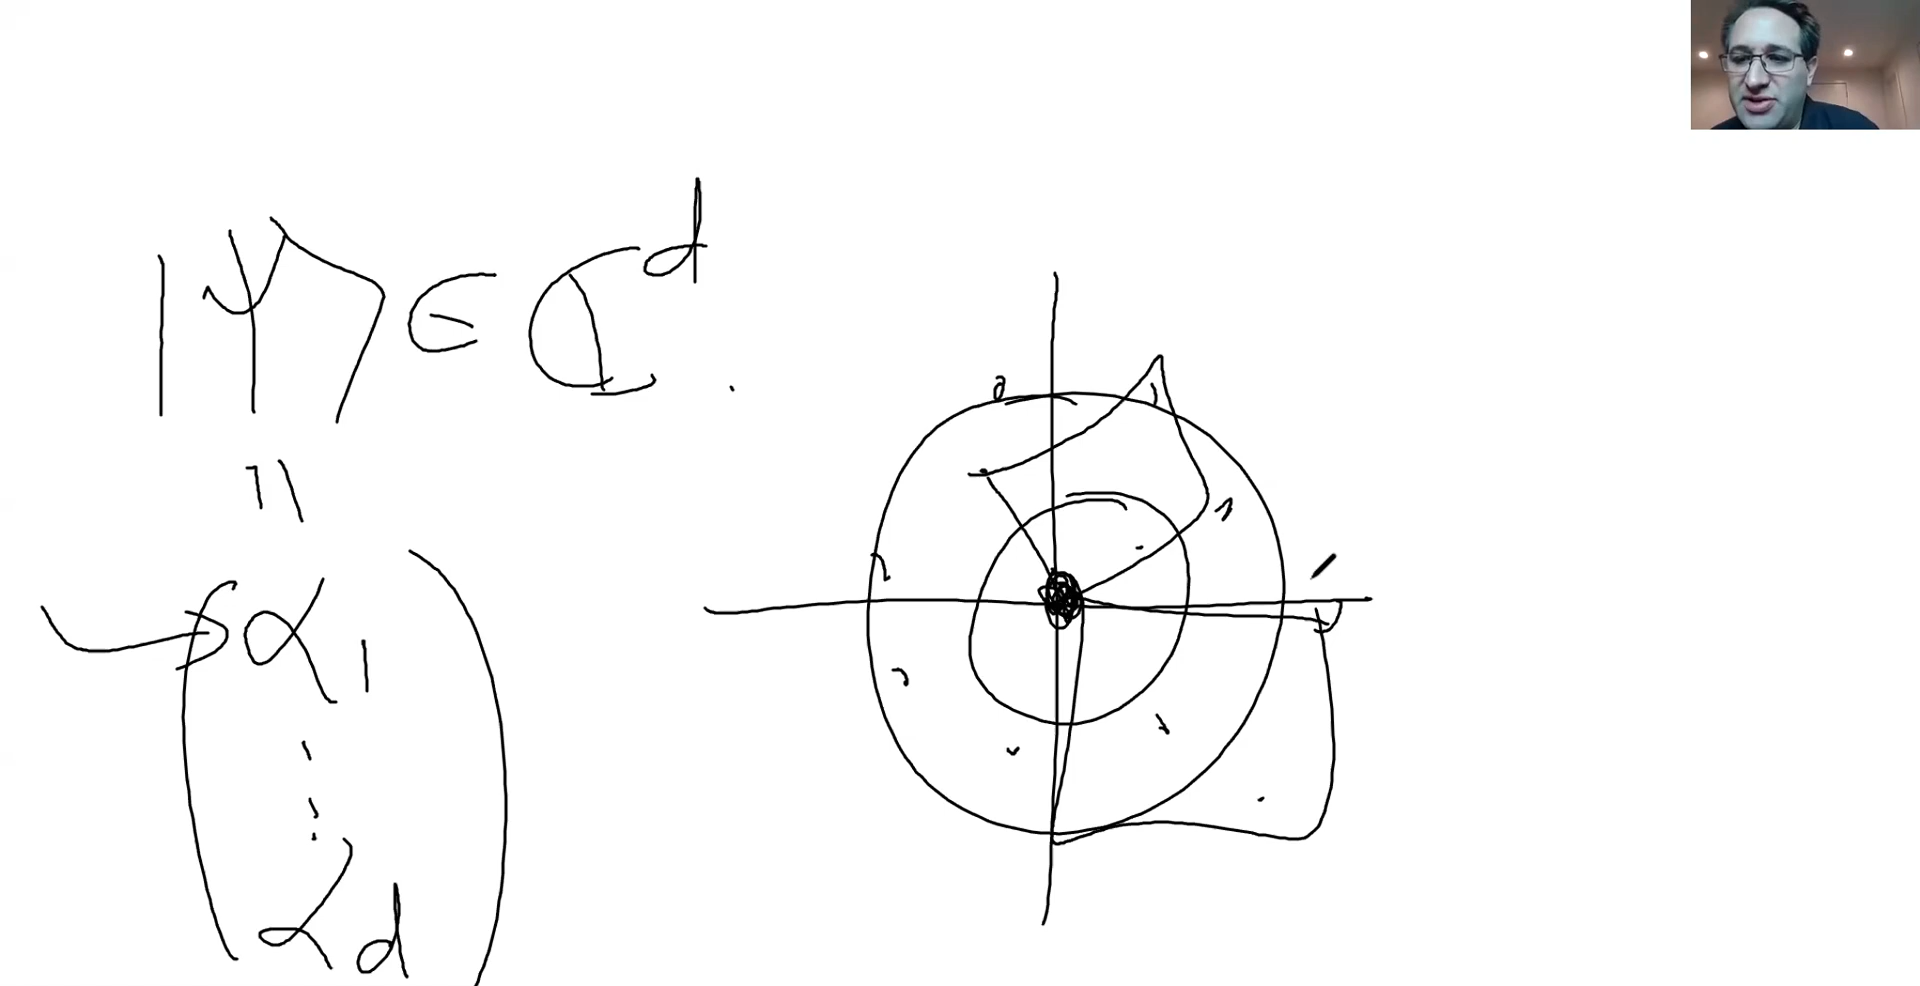 |Ψ⟩ ∈ ℂ^d .
=
α_1
⋮
α_d